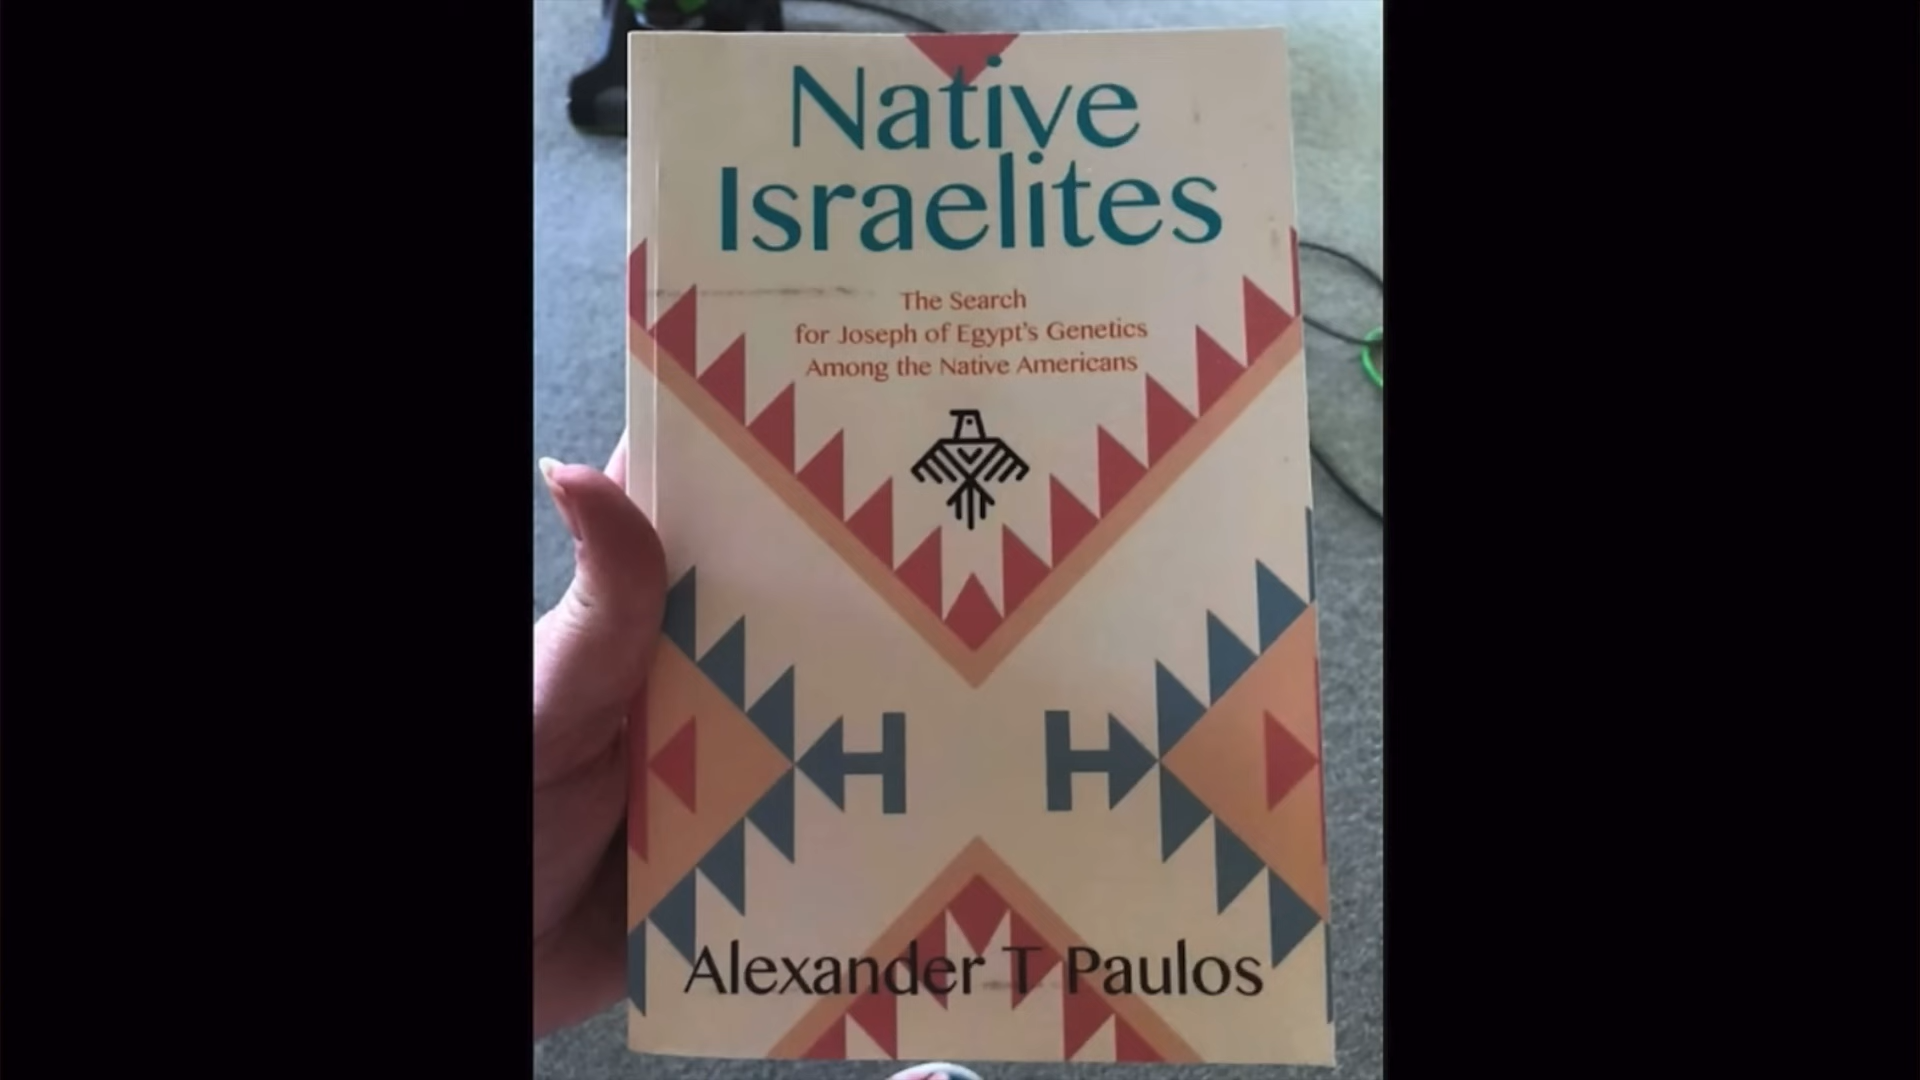 Native
Israelites
The Search
for Joseph of Egypt's Genetics
Among the Native Americans
Alexander T Paulos